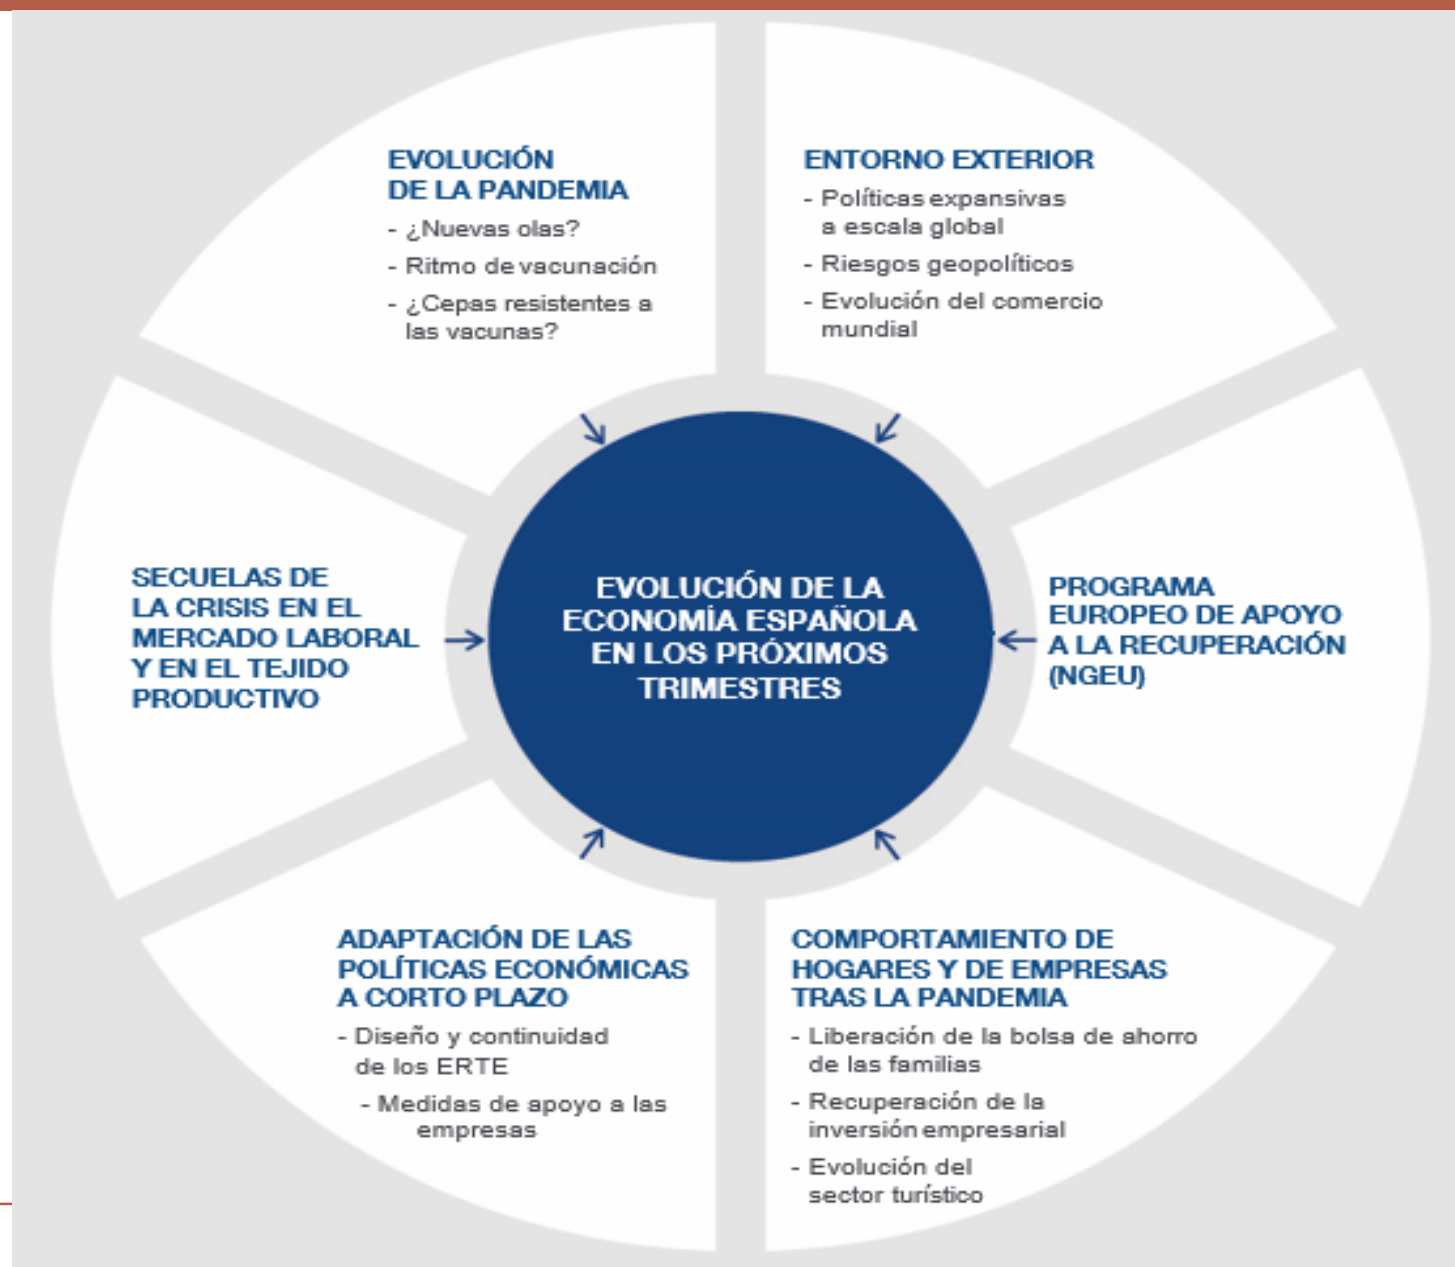 EVOLUCIÓN
DE LA PANDEMIA
- ¿Nuevas olas?
- Ritmo de vacunación
- ¿Cepas resistentes a
las vacunas?
ENTORNO EXTERIOR
- Políticas expansivas
a escala global
- Riesgos geopolíticos
- Evolución del comercio
mundial
SECUELAS DE
LA CRISIS EN EL
MERCADO LABORAL
Y EN EL TEJIDO
PRODUCTIVO
EVOLUCIÓN DE LA
ECONOMÍA ESPAÑOLA
EN LOS PRÓXIMOS
TRIMESTRES
PROGRAMA
EUROPEO DE APOYO
A LA RECUPERACIÓN
(NGEU)
ADAPTACIÓN DE LAS
POLÍTICAS ECONÓMICAS
A CORTO PLAZO
- Diseño y continuidad
de los ERTE
- Medidas de apoyo a las
empresas
COMPORTAMIENTO DE
HOGARES Y DE EMPRESAS
TRAS LA PANDEMIA
- Liberación de la bolsa de ahorro
de las familias
- Recuperación de la
inversión empresarial
- Evolución del
sector turístico